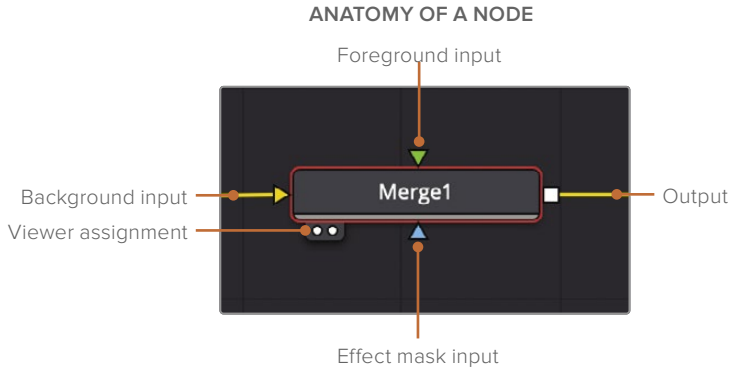 ANATOMY OF A NODE
Foreground input
Background input
Merge1
Output
Viewer assignment
Effect mask input